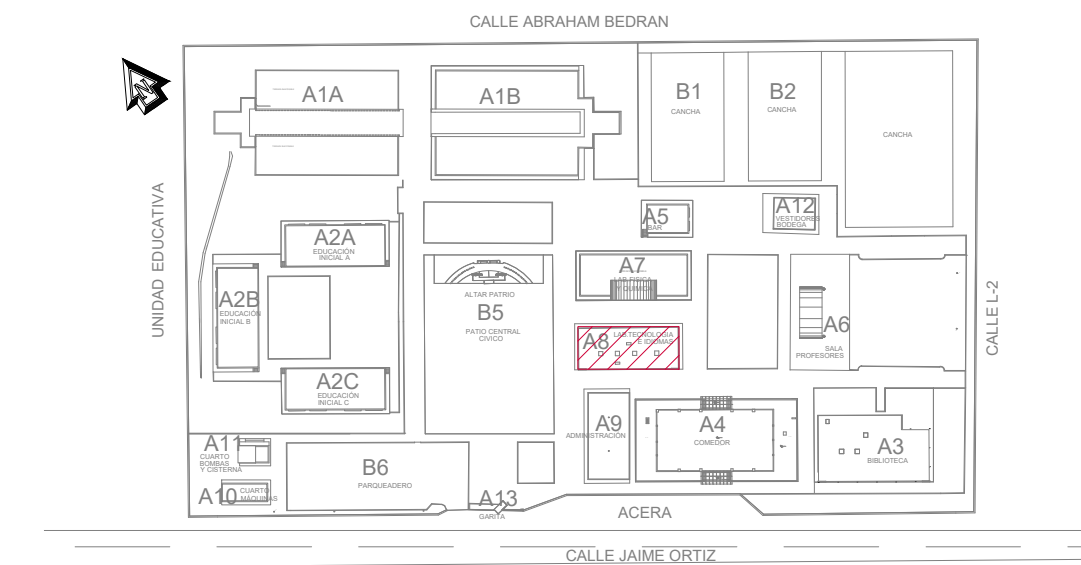 CALLE ABRAHAM BEDRAN
N
A1A
A1B
B1
CANCHA
B2
CANCHA
CANCHA
UNIDAD EDUCATIVA
A2A
EDUCACIÓN
INICIAL A
A5
BAR
A12
VESTIDORES
BODEGA
A7
LAB.FISICA
Y QUIMICA
A2B
EDUCACIÓN
INICIAL B
ALTAR PATIO
B5
PATIO CENTRAL
CIVICO
A8
LAB.TECNOLOGIA
E IDIOMAS
A6
SALA
PROFESORES
CALLE L-2
A2C
EDUCACIÓN
INICIAL C
A9
ADMINISTRACIÓN
A4
COMEDOR
A3
BIBLIOTECA
A11
CUARTO
BOMBAS
Y CISTERNA
B6
PARQUEADERO
A10
CUARTO
MÁQUINAS
A13
GARITA
ACERA
CALLE JAIME ORTIZ